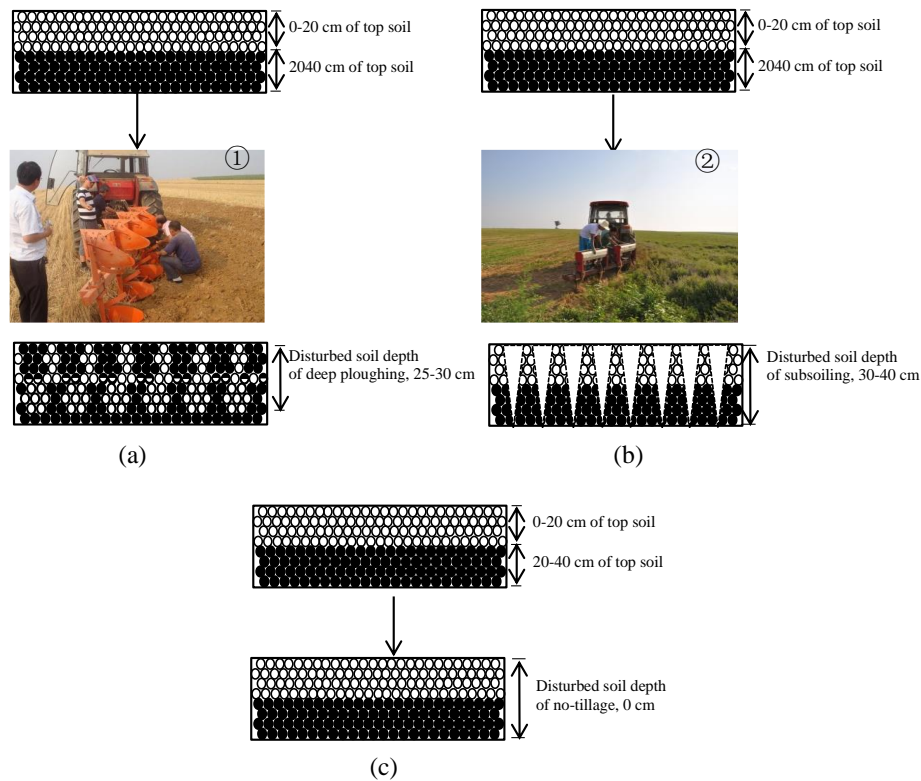 0-20 cm of top soil
2040 cm of top soil
0-20 cm of top soil
2040 cm of top soil
①
②
Disturbed soil depth
of deep ploughing, 25-30 cm
Disturbed soil depth
of subsoiling, 30-40 cm
(a)
(b)
0-20 cm of top soil
20-40 cm of top soil
Disturbed soil depth
of no-tillage, 0 cm
(c)